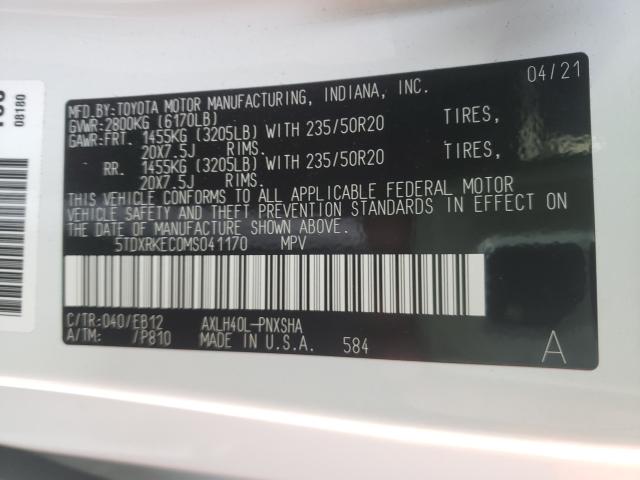 08180
MFD.BY:TOYOTA MOTOR MANUFACTURING, INDIANA, INC. 04/21
GVWR:2800KG (6170LB)
GAWR:FRT. 1455KG (3205LB) WITH 235/50R20 TIRES,
20X7.5J RIMS.
RR. 1455KG (3205LB) WITH 235/50R20 TIRES,
20X7.5J RIMS.
THIS VEHICLE CONFORMS TO ALL APPLICABLE FEDERAL MOTOR
VEHICLE SAFETY AND THEFT PREVENTION STANDARDS IN EFFECT ON
THE DATE OF MANUFACTURE SHOWN ABOVE.
5TDXRKEC0MS041170 MPV
C/TR:040/EB12 AXLH40L-PNXSHA
A/TM: /P810 MADE IN U.S.A. 584 A